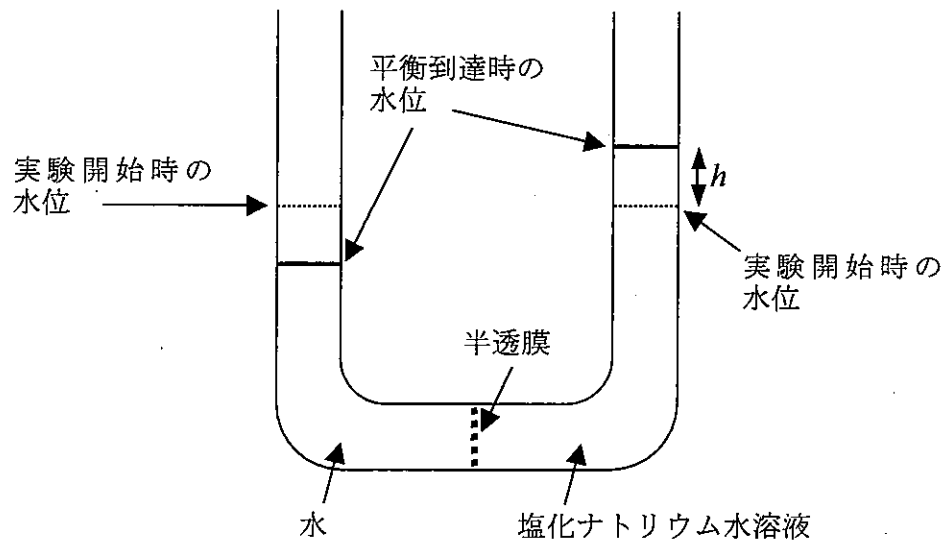 平衡到達時の
水位
実験開始時の
水位
h
実験開始時の
水位
半透膜
水
塩化ナトリウム水溶液